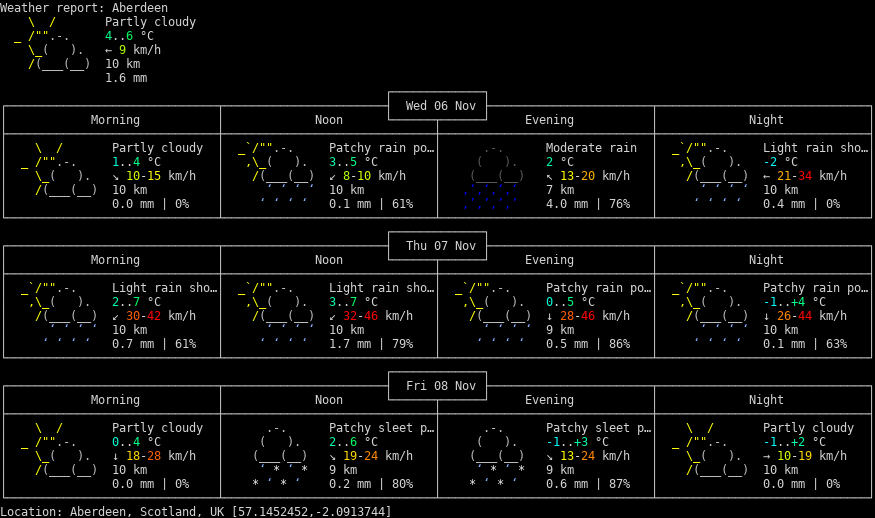 Weather report: Aberdeen
Partly cloudy
4..6 °C
← 9 km/h
10 km
1.6 mm
Wed 06 Nov
Morning Noon Evening Night
Partly cloudy Patchy rain po… Moderate rain Light rain sho…
1..4 °C 3..5 °C 2 °C -2 °C
↘ 10-15 km/h ↙ 8-10 km/h ↖ 13-20 km/h ← 21-34 km/h
10 km 10 km 7 km 10 km
0.0 mm | 0% 0.1 mm | 61% 4.0 mm | 76% 0.4 mm | 0%
Thu 07 Nov
Morning Noon Evening Night
Light rain sho… Light rain sho… Patchy rain po… Patchy rain po…
2..7 °C 3..7 °C 0..5 °C -1..+4 °C
↙ 30-42 km/h ↙ 32-46 km/h ↓ 28-46 km/h ↓ 26-44 km/h
10 km 10 km 9 km 10 km
0.7 mm | 61% 1.7 mm | 79% 0.5 mm | 86% 0.1 mm | 63%
Fri 08 Nov
Morning Noon Evening Night
Partly cloudy Patchy sleet p… Patchy sleet p… Partly cloudy
0..4 °C 2..6 °C -1..+3 °C -1..+2 °C
↓ 18-28 km/h ↘ 19-24 km/h ↘ 13-24 km/h → 10-19 km/h
10 km 9 km 9 km 10 km
0.0 mm | 0% 0.2 mm | 80% 0.6 mm | 87% 0.0 mm | 0%
Location: Aberdeen, Scotland, UK [57.1452452,-2.0913744]